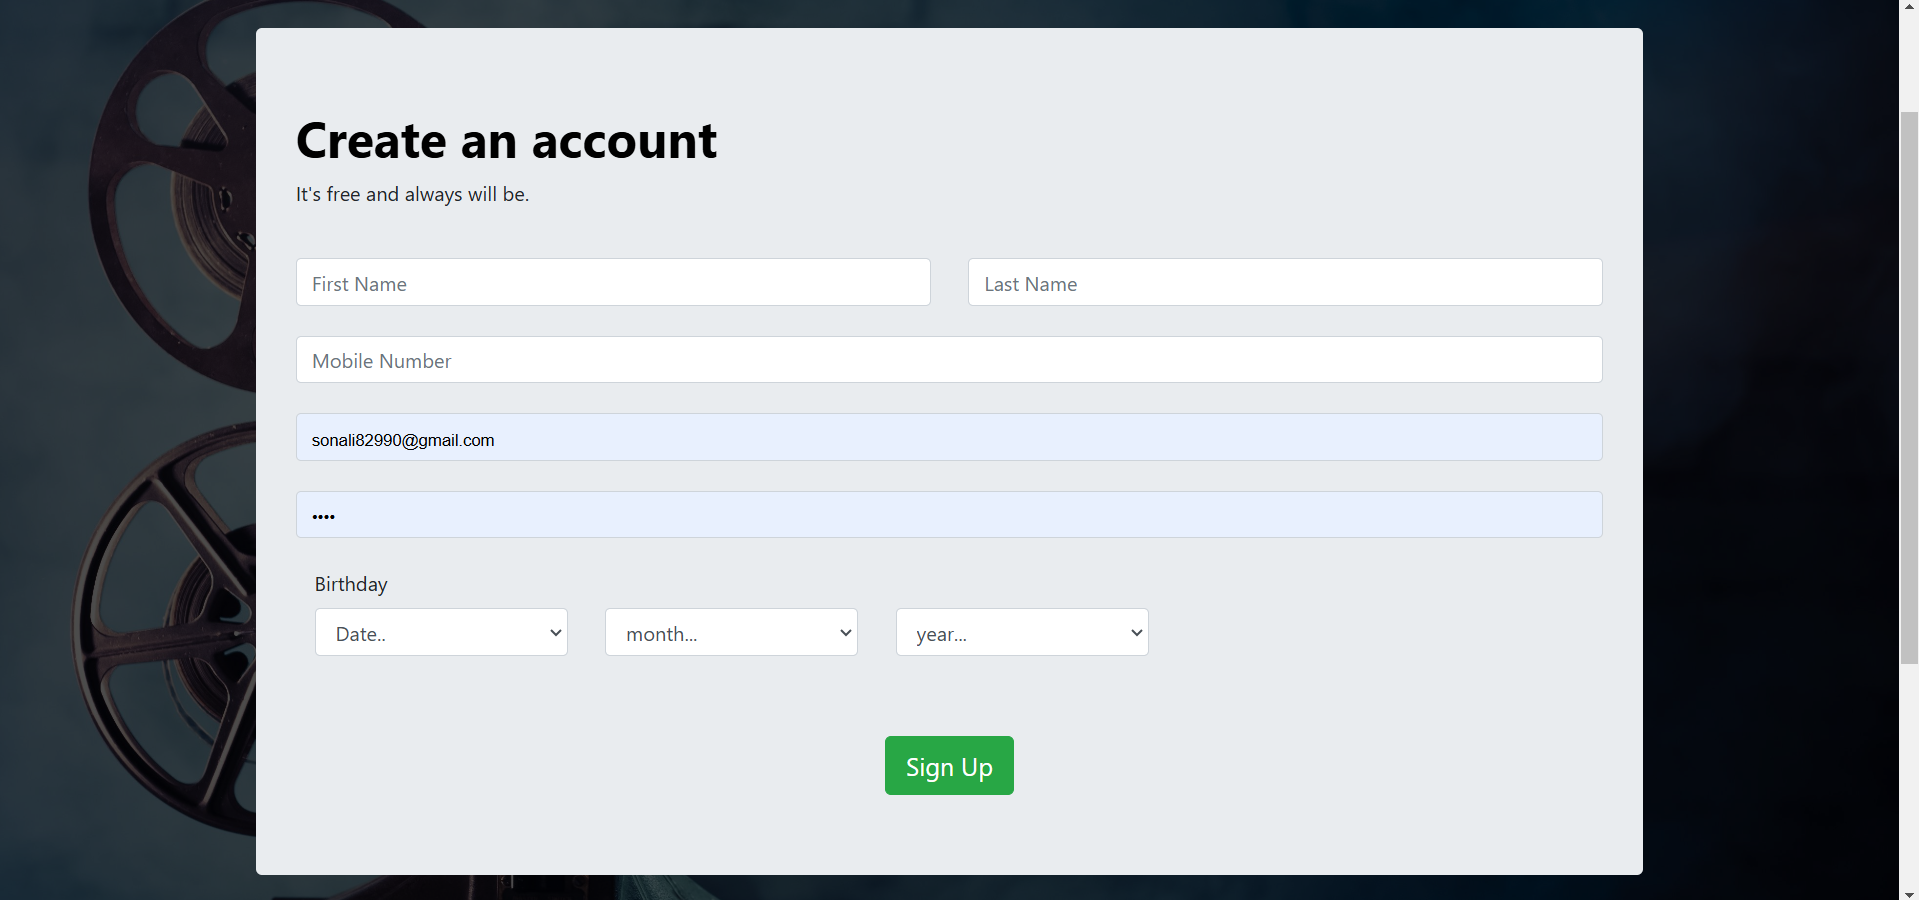 Create an account
It's free and always will be.
First Name Last Name
Mobile Number
sonali82990@gmail.com
••••
Birthday
Date.. month... year...
Sign Up